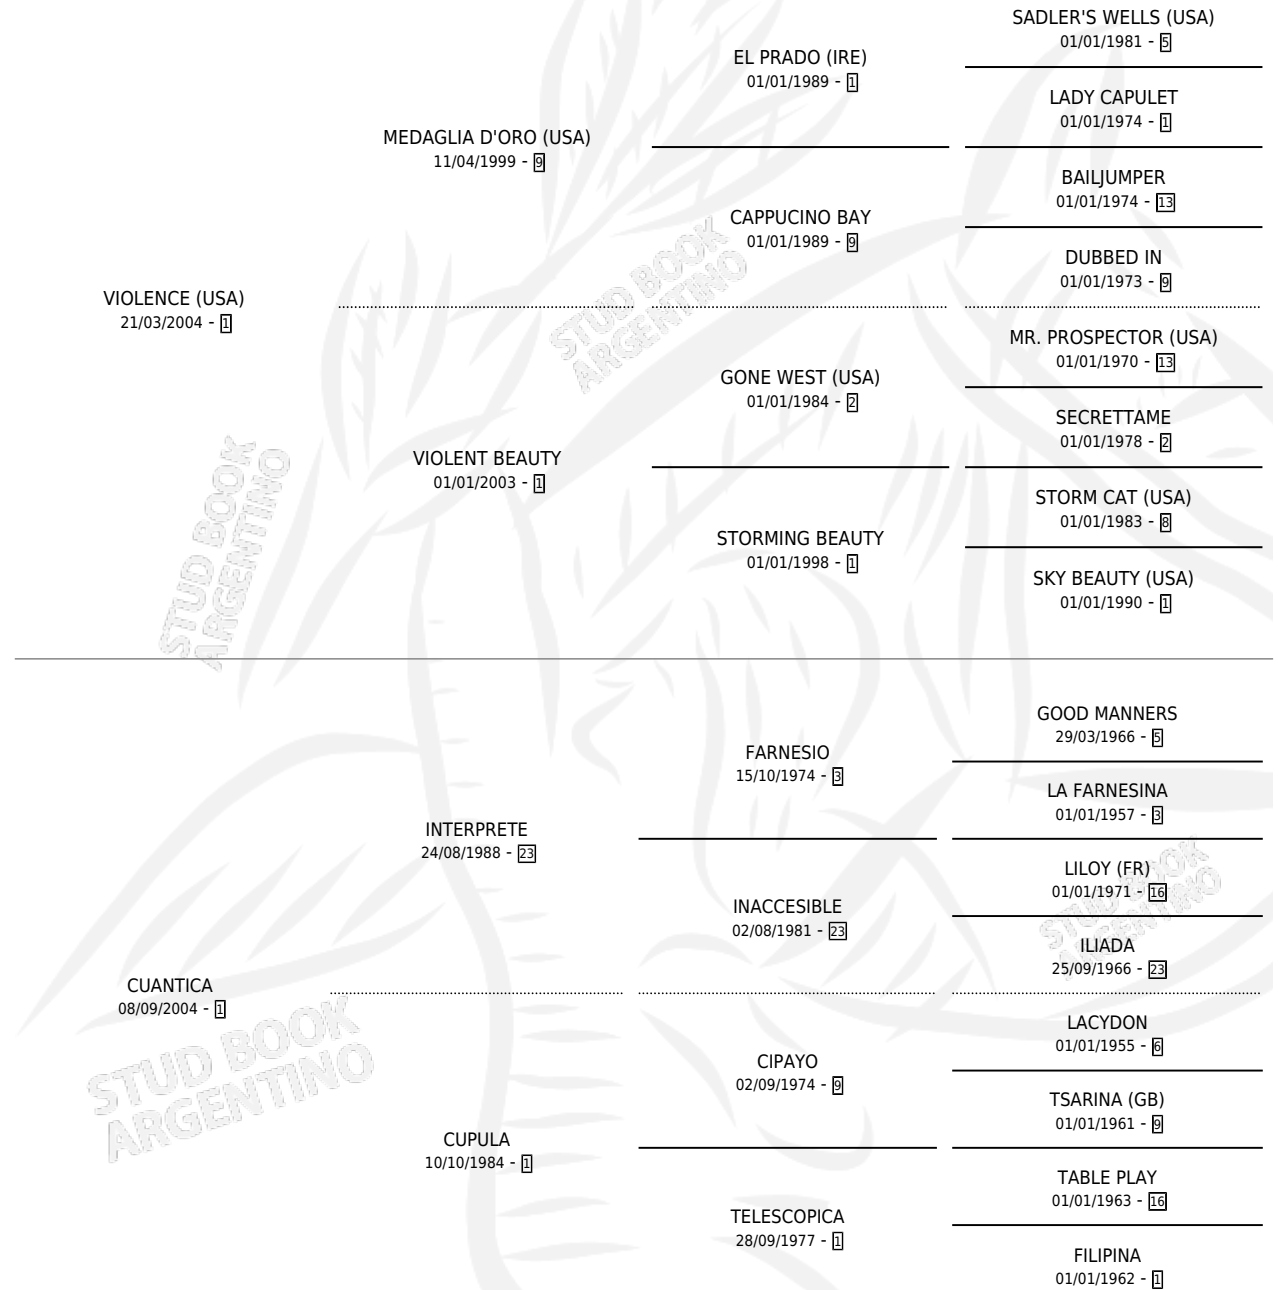 SADLER'S WELLS (USA)
01/01/1981 - 5
EL PRADO (IRE)
01/01/1989 - 1
LADY CAPULET
01/01/1974 - 1
MEDAGLIA D'ORO (USA)
11/04/1999 - 9
BAILJUMPER
01/01/1974 - 13
CAPPUCINO BAY
01/01/1989 - 9
DUBBED IN
01/01/1973 - 9
VIOLENCE (USA)
21/03/2004 - 1
MR. PROSPECTOR (USA)
01/01/1970 - 13
GONE WEST (USA)
01/01/1984 - 2
SECRETTAME
01/01/1978 - 2
VIOLENT BEAUTY
01/01/2003 - 1
STORM CAT (USA)
01/01/1983 - 8
STORMING BEAUTY
01/01/1998 - 1
SKY BEAUTY (USA)
01/01/1990 - 1
GOOD MANNERS
29/03/1966 - 5
FARNESIO
15/10/1974 - 3
LA FARNESINA
01/01/1957 - 3
INTERPRETE
24/08/1988 - 23
LILOY (FR)
01/01/1971 - 16
INACCESIBLE
02/08/1981 - 23
ILIADA
25/09/1966 - 23
CUANTICA
08/09/2004 - 1
LACYDON
01/01/1955 - 6
CIPAYO
02/09/1974 - 9
TSARINA (GB)
01/01/1961 - 9
CUPULA
10/10/1984 - 1
TABLE PLAY
01/01/1963 - 16
TELESCOPICA
28/09/1977 - 1
FILIPINA
01/01/1962 - 1
STUD BOOK
ARGENTINO
STUD BOOK
ARGENTINO
STUD BOOK
ARGENTINO
STUD BOOK
ARGENTINO